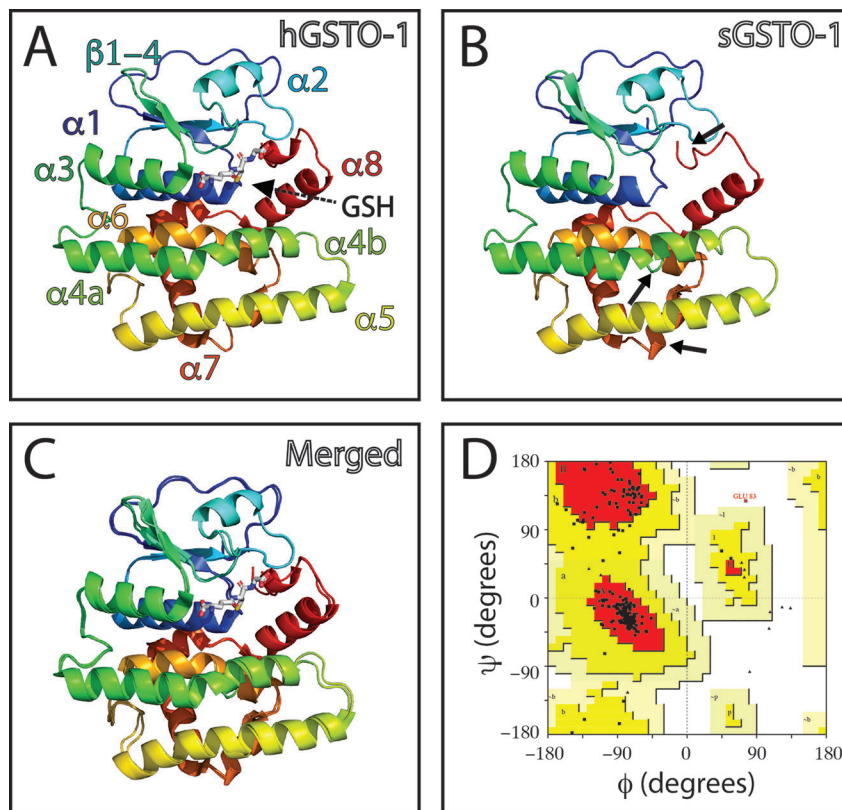 A
hGSTO-1
β1–4
α2
α1
α3
α8
GSH
α6
α4b
α4a
α5
α7
B
sGSTO-1
C
Merged
D
180
90
0
−90
−180
ψ (degrees)
b
~b
~b
b
GLU 83
~l
l
a
~a
~p
p
b
~b
−180
−90
0
90
180
ϕ (degrees)